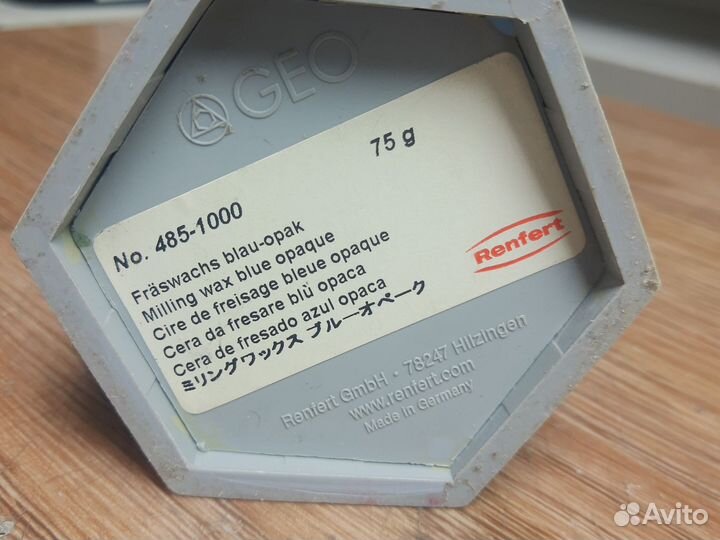 GEO
75 g
No. 485-1000
Fräswachs blau-opak
Milling wax blue opaque
Cire de freisage bleue opaque
Cera da fresare blù opaca
Cera de fresado azul opaca
ミリングワックス ブルーオペーク
Renfert
Renfert GmbH • 78247 Hilzingen
www.renfert.com
Made in Germany
Avito